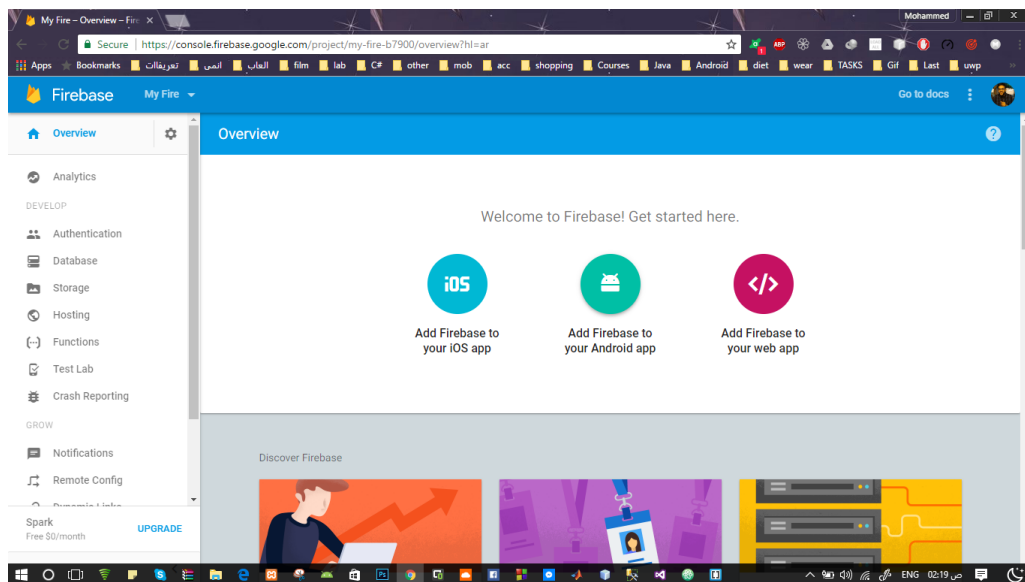 My Fire – Overview – Fire
Mohammed
Secure | https://console.firebase.google.com/project/my-fire-b7900/overview?hl=ar
ABP
1
Apps Bookmarks تعريفاات انمى العاب film lab C# other mob acc shopping Courses Java Android diet wear TASKS Gif Last uwp
Firebase My Fire Go to docs
Overview
Overview
Analytics
DEVELOP
Authentication
Database
Storage
Hosting
Functions
Test Lab
Crash Reporting
GROW
Notifications
Remote Config
Dynamic Links
Spark
Free $0/month
UPGRADE
Welcome to Firebase! Get started here.
iOS
</>
Add Firebase to
your iOS app
Add Firebase to
your Android app
Add Firebase to
your web app
Discover Firebase
ENG 02:19 ص